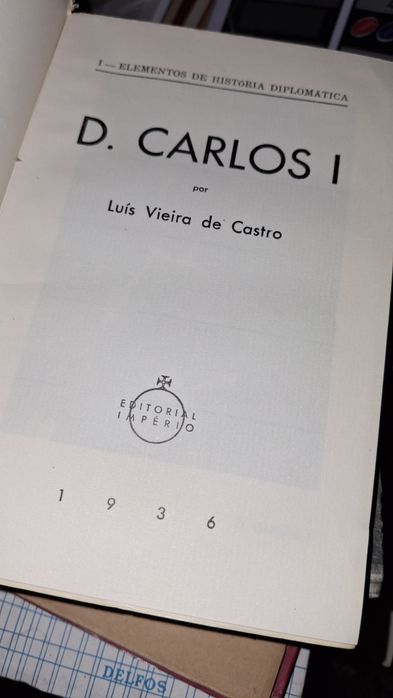 I — ELEMENTOS DE HISTÓRIA DIPLOMÁTICA
D. CARLOS I
por
Luís Vieira de Castro
EDITORIAL
IMPÉRIO
1 9 3 6
DELFOS